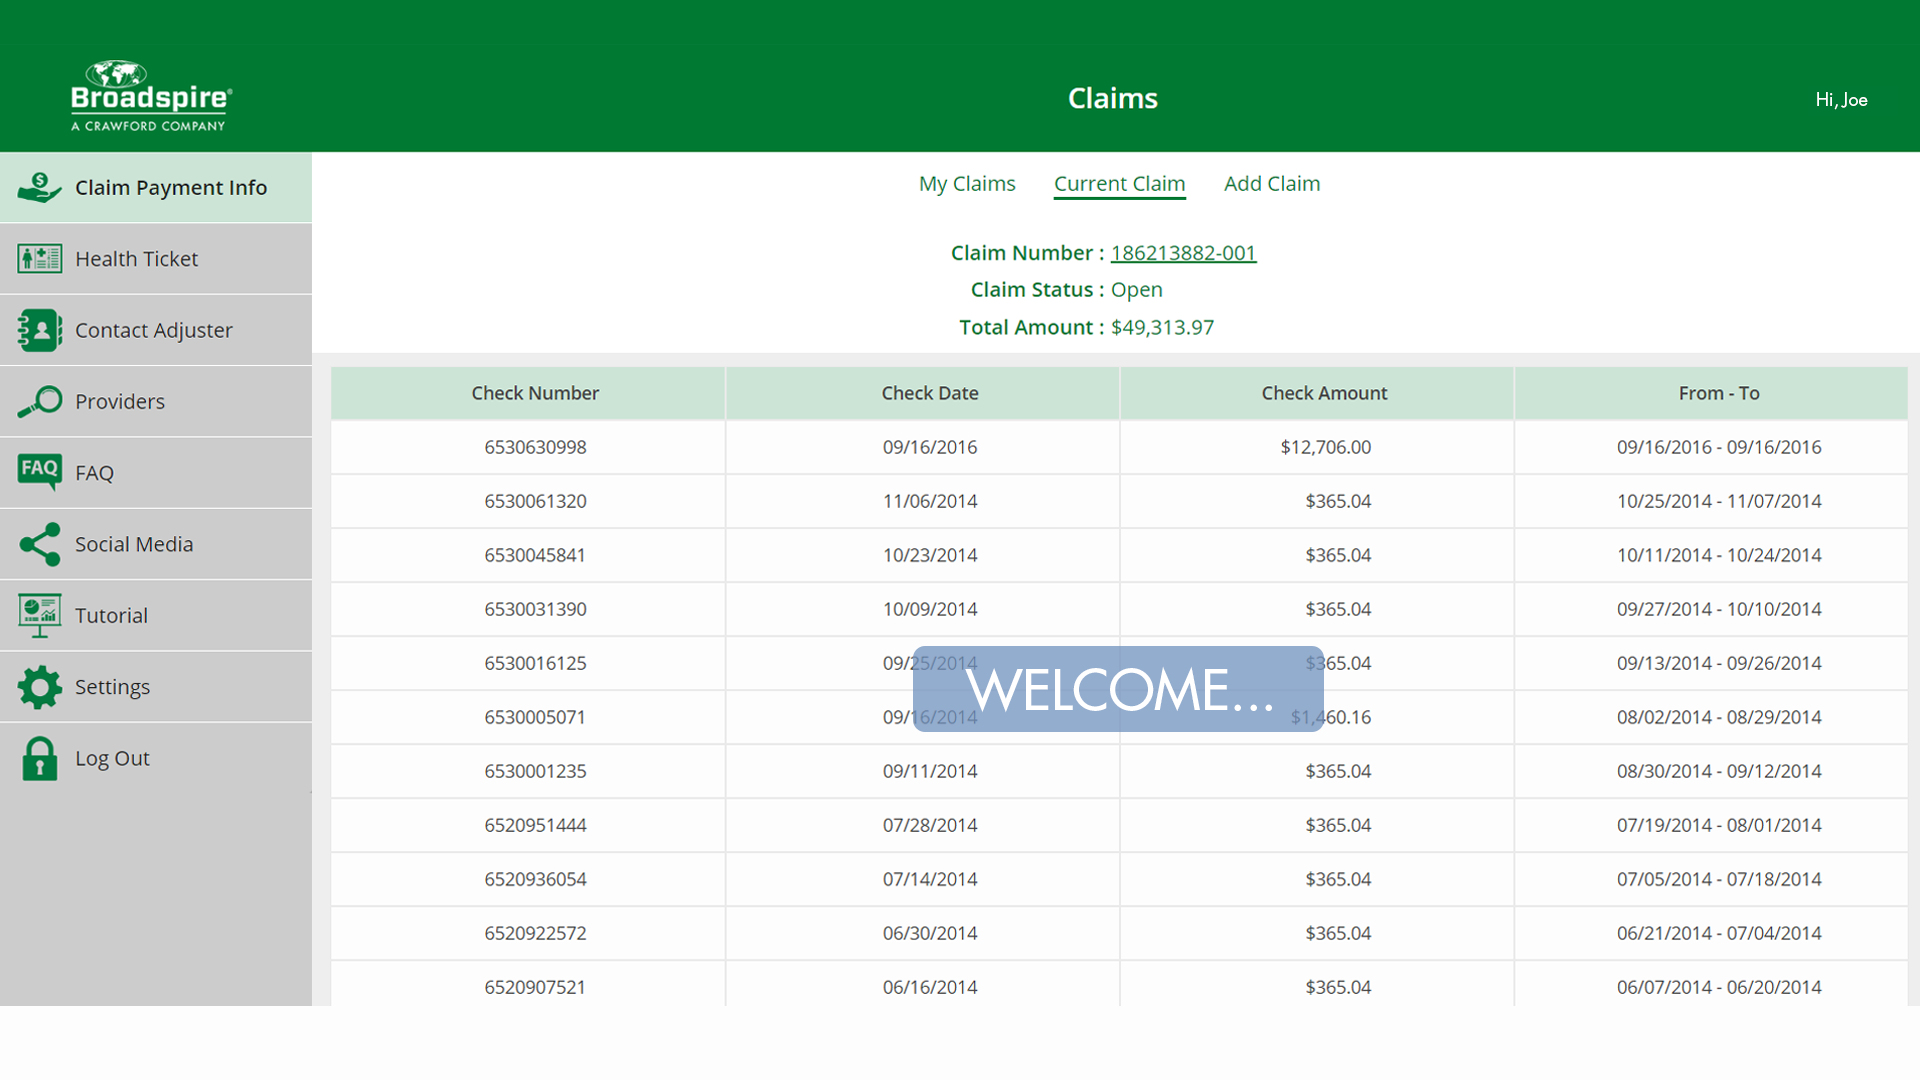 Broadspire®
A CRAWFORD COMPANY
Claims
Hi, Joe
Claim Payment Info
Health Ticket
Contact Adjuster
Providers
FAQ FAQ
Social Media
Tutorial
Settings
Log Out
My Claims Current Claim Add Claim
Claim Number : 186213882-001
Claim Status : Open
Total Amount : $49,313.97
Check Number Check Date Check Amount From - To
6530630998 09/16/2016 $12,706.00 09/16/2016 - 09/16/2016
6530061320 11/06/2014 $365.04 10/25/2014 - 11/07/2014
6530045841 10/23/2014 $365.04 10/11/2014 - 10/24/2014
6530031390 10/09/2014 $365.04 09/27/2014 - 10/10/2014
6530016125 09/25/2014 $365.04 09/13/2014 - 09/26/2014
WELCOME...
6530005071 09/16/2014 $1,460.16 08/02/2014 - 08/29/2014
6530001235 09/11/2014 $365.04 08/30/2014 - 09/12/2014
6520951444 07/28/2014 $365.04 07/19/2014 - 08/01/2014
6520936054 07/14/2014 $365.04 07/05/2014 - 07/18/2014
6520922572 06/30/2014 $365.04 06/21/2014 - 07/04/2014
6520907521 06/16/2014 $365.04 06/07/2014 - 06/20/2014